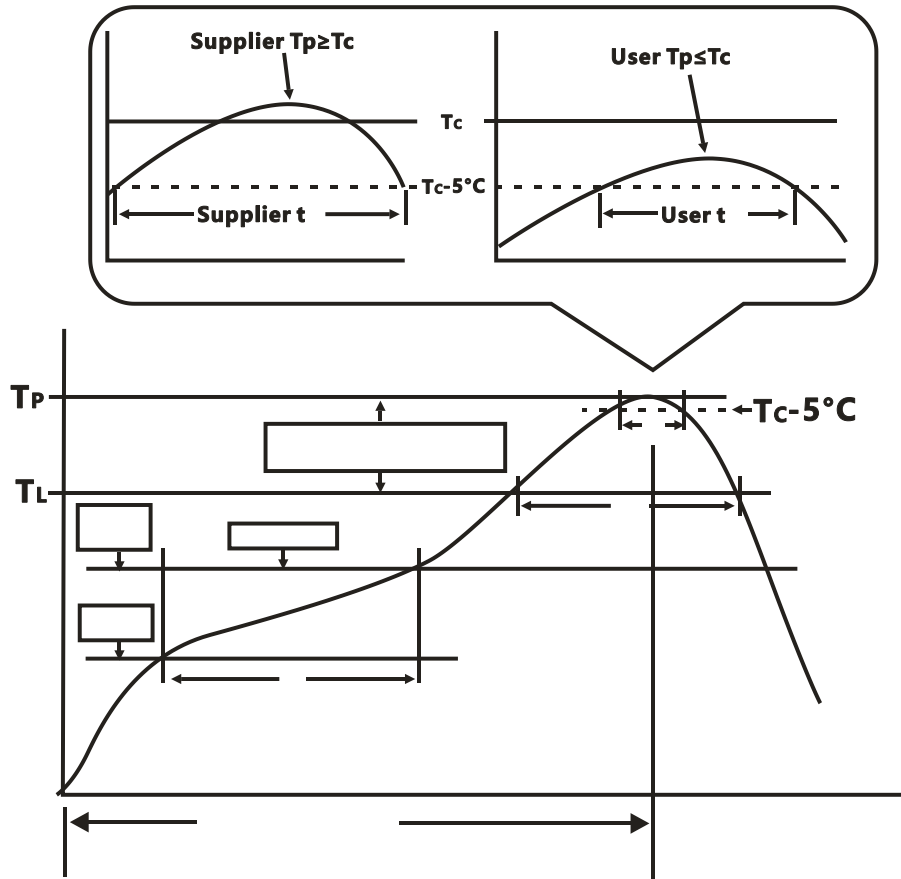 Supplier Tp≥Tc
User Tp≤Tc
Tc
Tc-5°C
Supplier t
User t
TP
Tc-5°C
TL